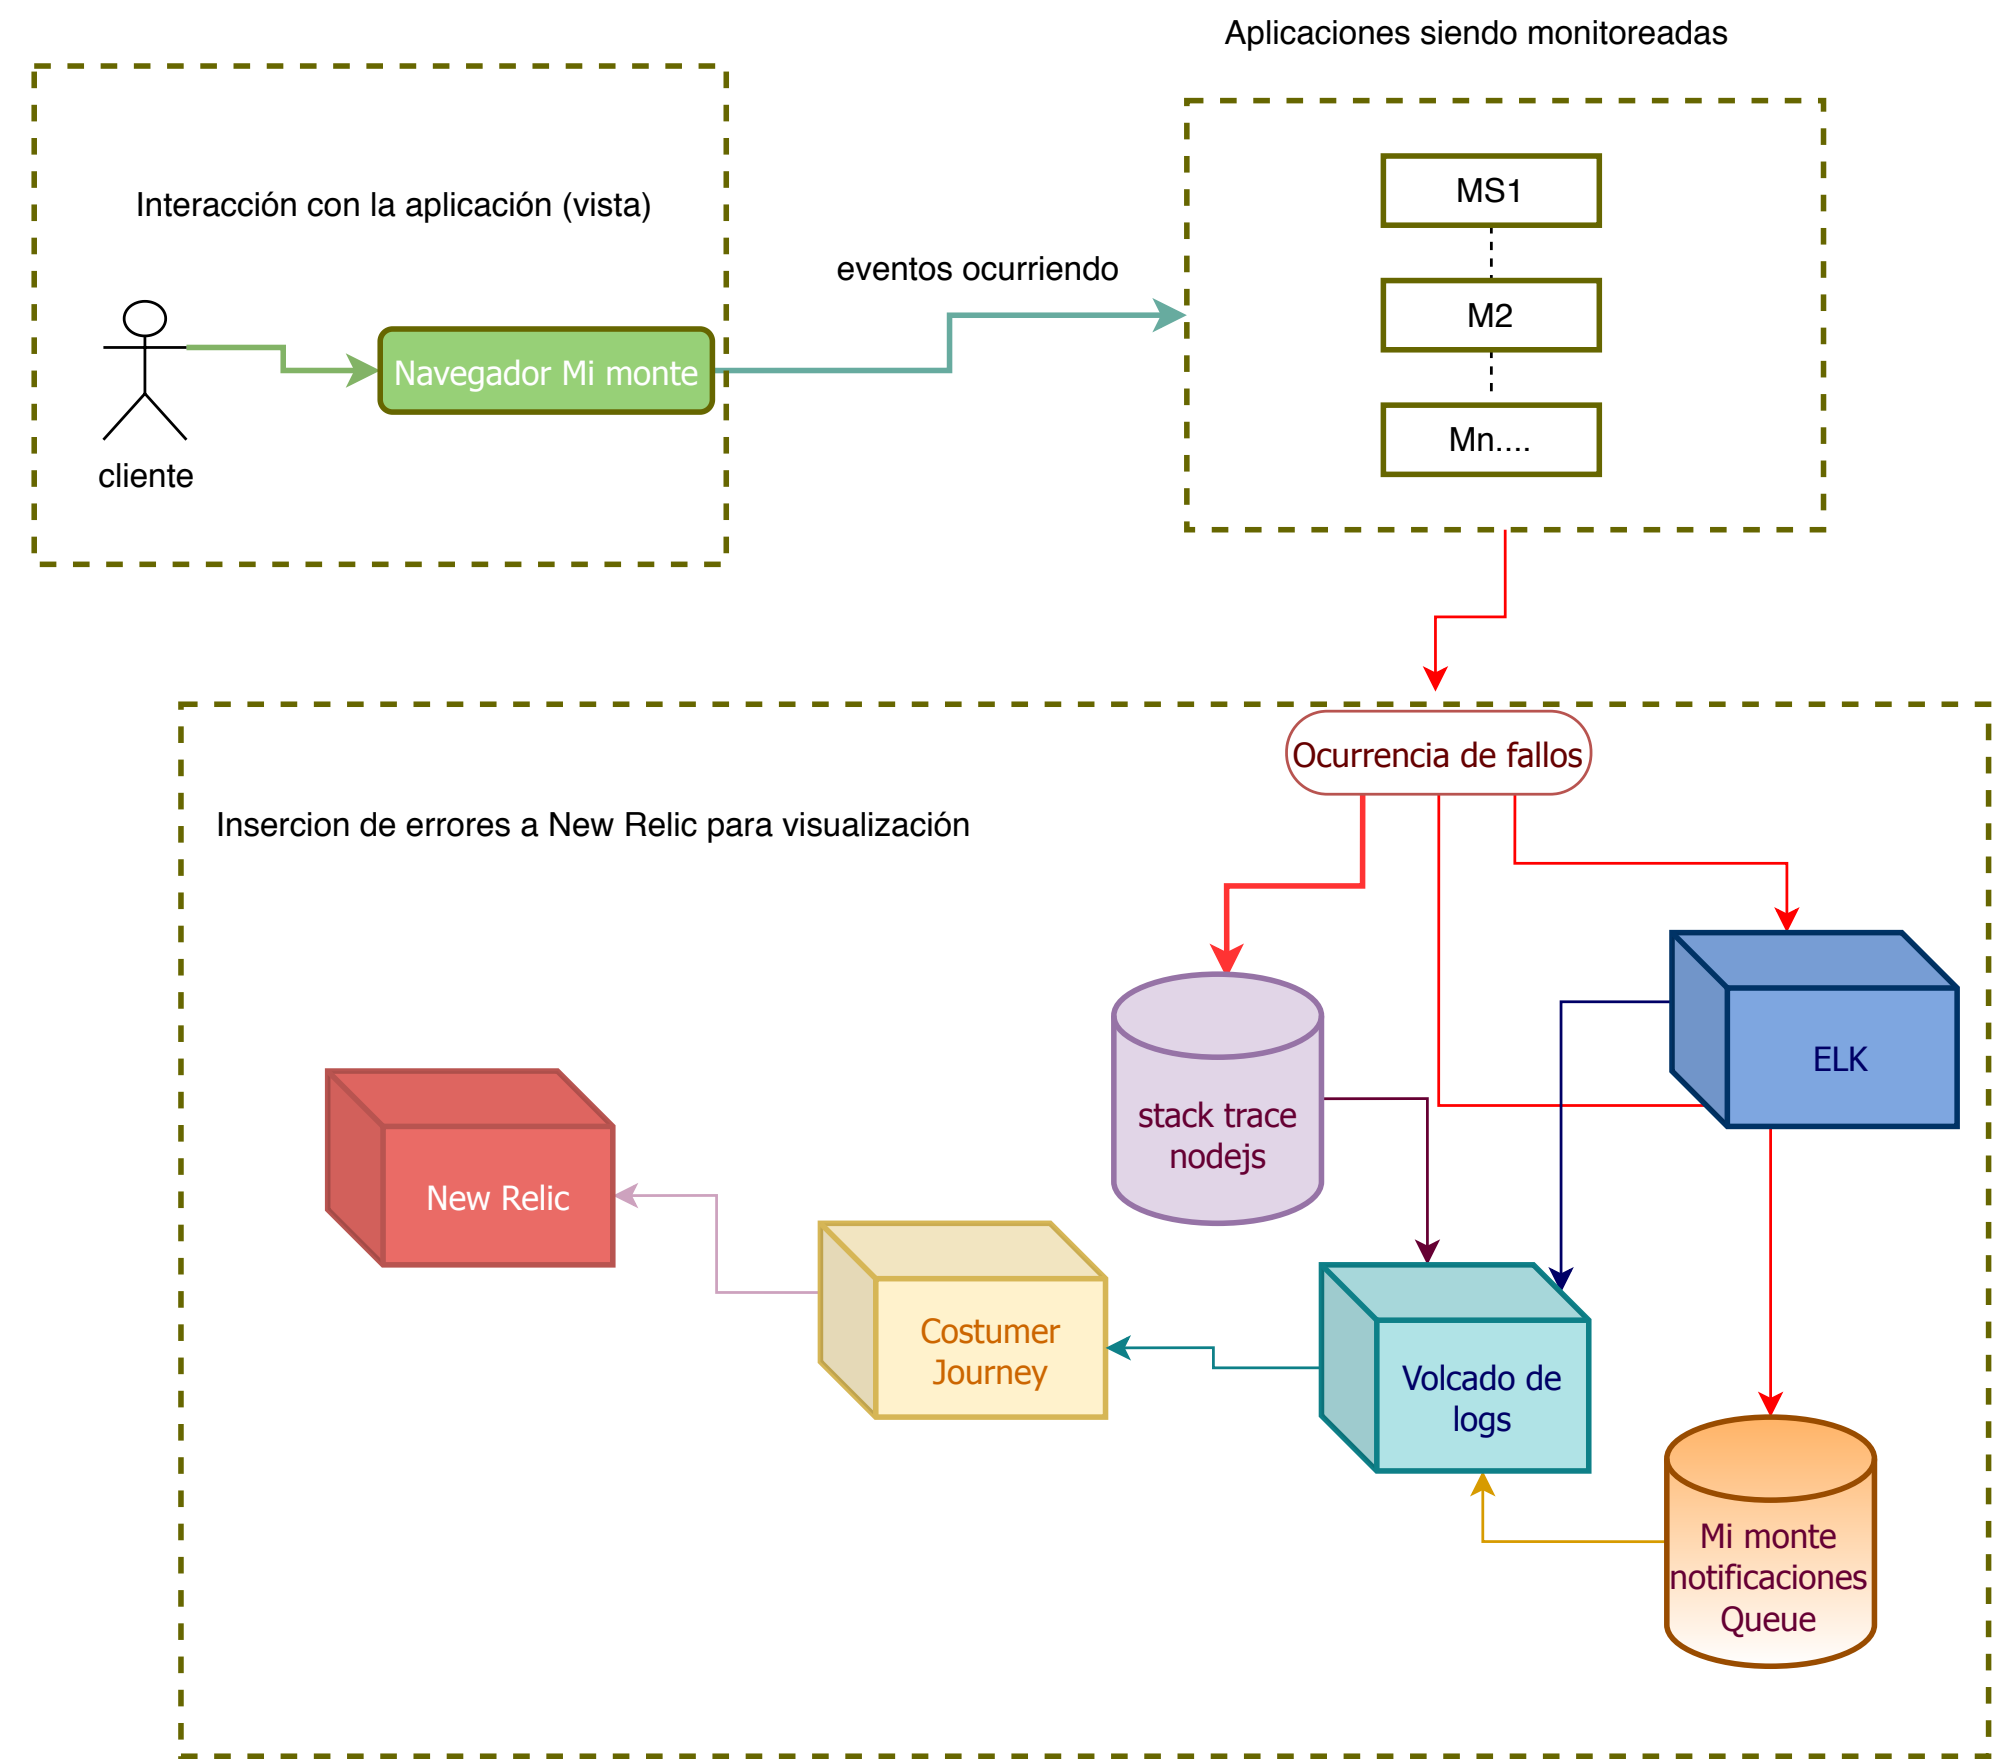 Aplicaciones siendo monitoreadas
Interacción con la aplicación (vista)
cliente
Navegador Mi monte
eventos ocurriendo
MS1
M2
Mn....
Ocurrencia de fallos
Insercion de errores a New Relic para visualización
ELK
stack trace
nodejs
New Relic
Costumer
Journey
Volcado de
logs
Mi monte
notificaciones
Queue